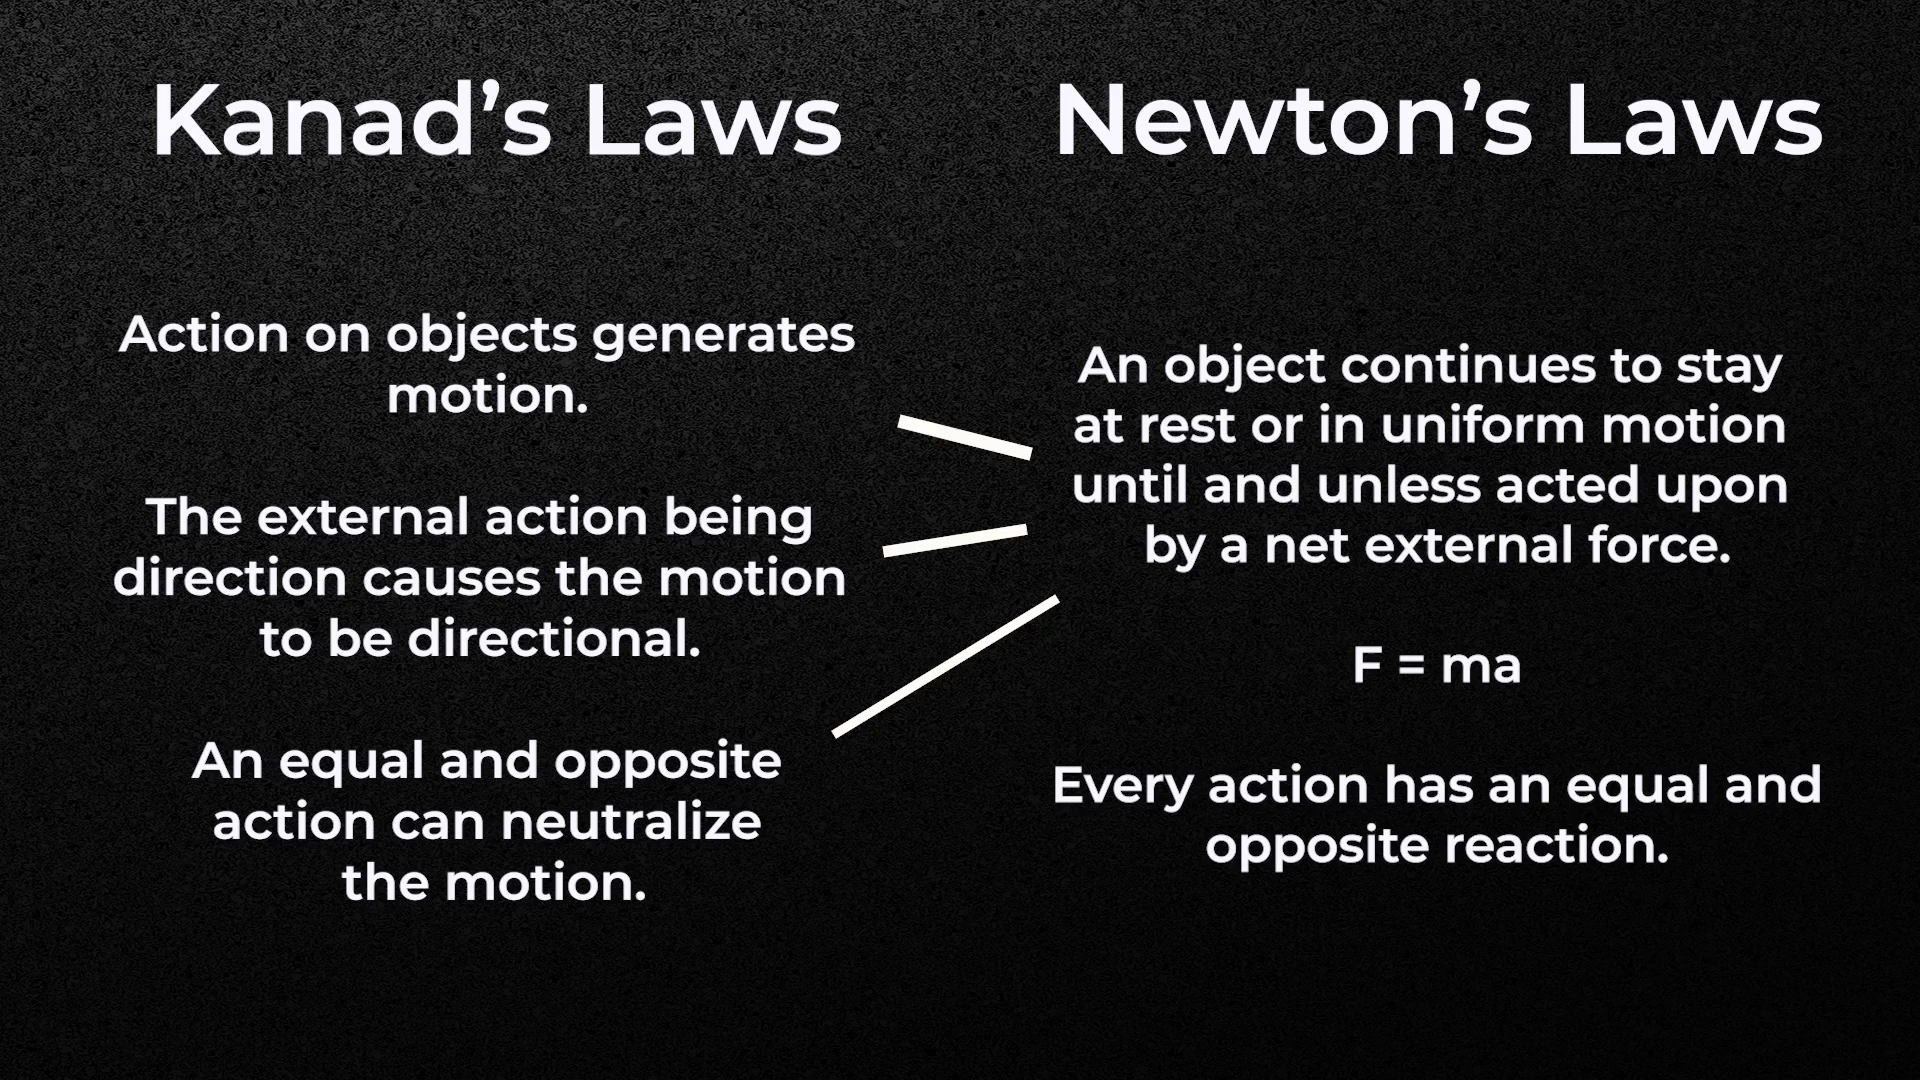 Kanad’s Laws
Action on objects generates
motion.
The external action being
direction causes the motion
to be directional.
An equal and opposite
action can neutralize
the motion.
Newton’s Laws
An object continues to stay
at rest or in uniform motion
until and unless acted upon
by a net external force.
F = ma
Every action has an equal and
opposite reaction.